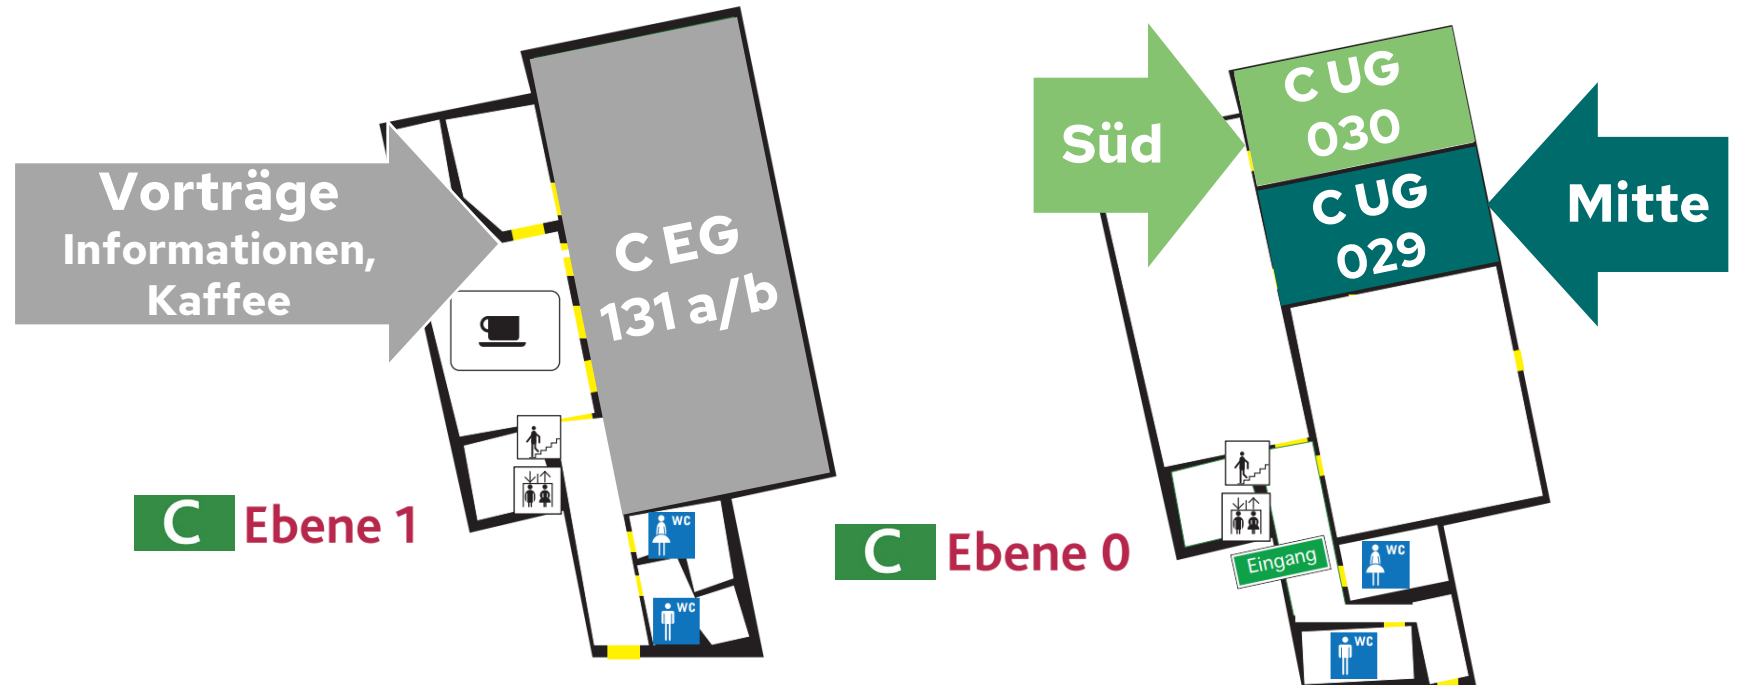 Vorträge
Informationen,
Kaffee
C EG
131 a/b
WC
WC
C Ebene 1
Süd
C UG
030
C UG
029
Mitte
Eingang
WC
WC
C Ebene 0